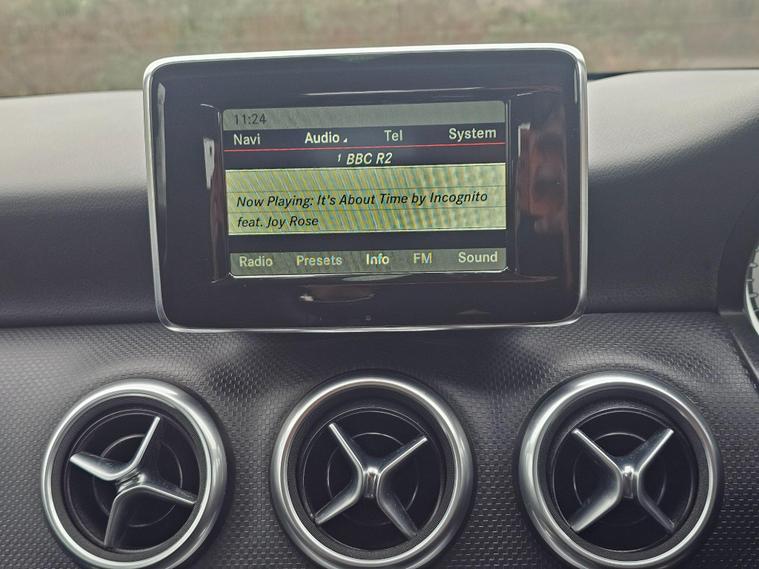 11:24
Navi Audio Tel System
1 BBC R2
Now Playing: It's About Time by Incognito
feat. Joy Rose
Radio Presets Info FM Sound